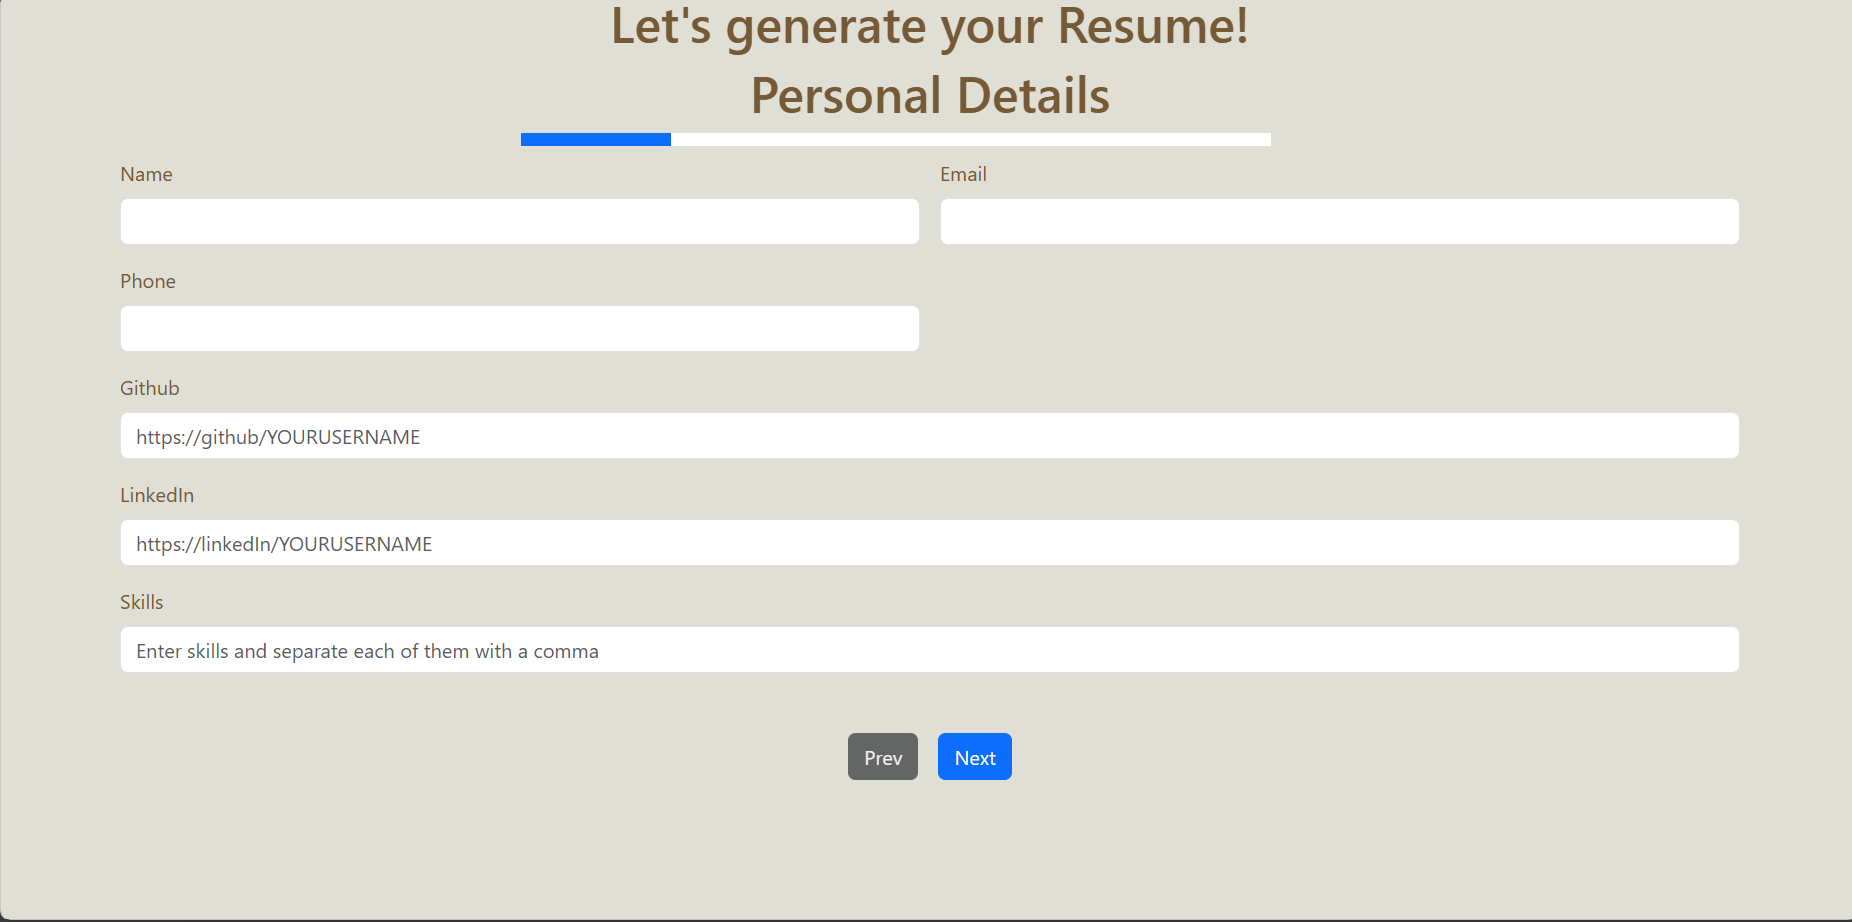 Let's generate your Resume!
Personal Details
Name
Email
Phone
Github
https://github/YOURUSERNAME
LinkedIn
https://linkedIn/YOURUSERNAME
Skills
Enter skills and separate each of them with a comma
Prev
Next